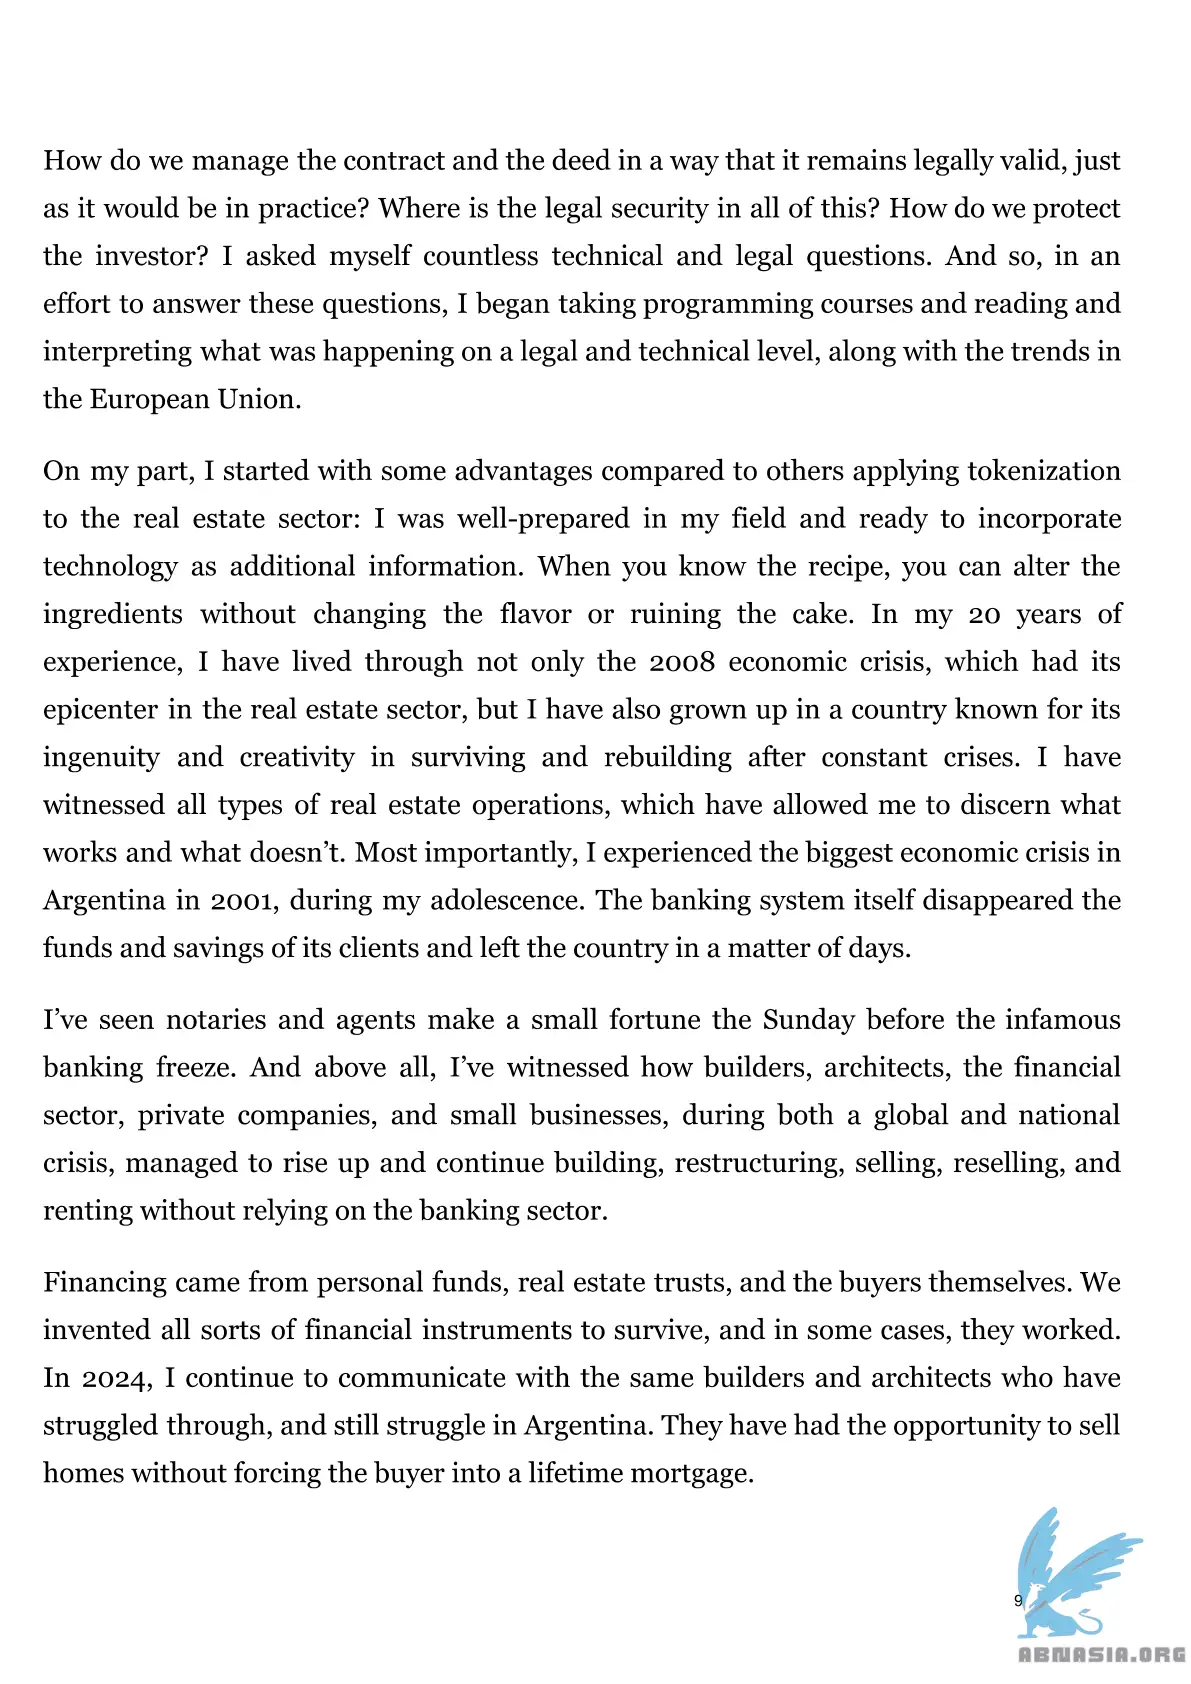 How do we manage the contract and the deed in a way that it remains legally valid, just
as it would be in practice? Where is the legal security in all of this? How do we protect
the investor? I asked myself countless technical and legal questions. And so, in an
effort to answer these questions, I began taking programming courses and reading and
interpreting what was happening on a legal and technical level, along with the trends in
the European Union.
On my part, I started with some advantages compared to others applying tokenization
to the real estate sector: I was well-prepared in my field and ready to incorporate
technology as additional information. When you know the recipe, you can alter the
ingredients without changing the flavor or ruining the cake. In my 20 years of
experience, I have lived through not only the 2008 economic crisis, which had its
epicenter in the real estate sector, but I have also grown up in a country known for its
ingenuity and creativity in surviving and rebuilding after constant crises. I have
witnessed all types of real estate operations, which have allowed me to discern what
works and what doesn’t. Most importantly, I experienced the biggest economic crisis in
Argentina in 2001, during my adolescence. The banking system itself disappeared the
funds and savings of its clients and left the country in a matter of days.
I’ve seen notaries and agents make a small fortune the Sunday before the infamous
banking freeze. And above all, I’ve witnessed how builders, architects, the financial
sector, private companies, and small businesses, during both a global and national
crisis, managed to rise up and continue building, restructuring, selling, reselling, and
renting without relying on the banking sector.
Financing came from personal funds, real estate trusts, and the buyers themselves. We
invented all sorts of financial instruments to survive, and in some cases, they worked.
In 2024, I continue to communicate with the same builders and architects who have
struggled through, and still struggle in Argentina. They have had the opportunity to sell
homes without forcing the buyer into a lifetime mortgage.
9
ABNASIA.ORG